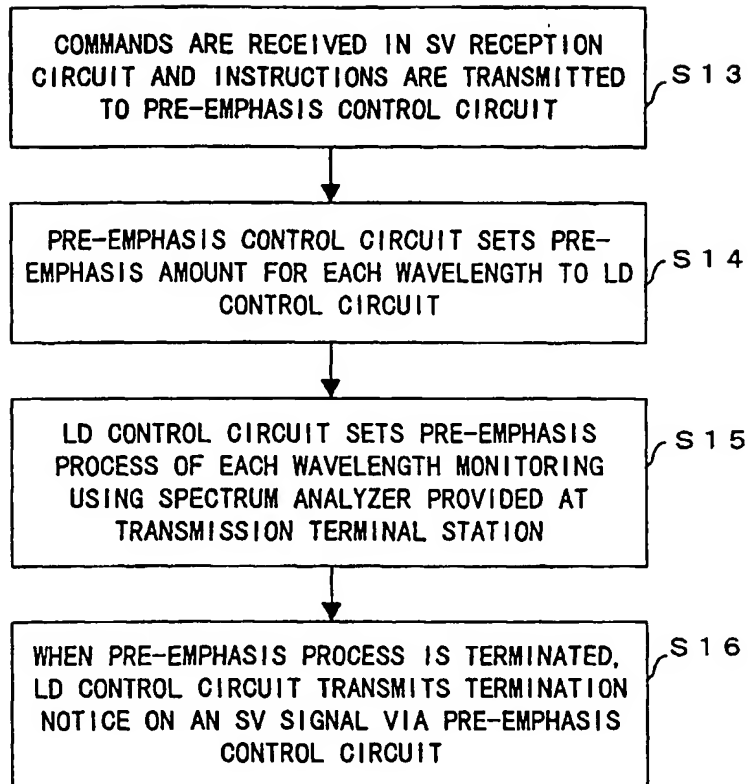 COMMANDS ARE RECEIVED IN SV RECEPTION
CIRCUIT AND INSTRUCTIONS ARE TRANSMITTED
TO PRE-EMPHASIS CONTROL CIRCUIT
S13
PRE-EMPHASIS CONTROL CIRCUIT SETS PRE-
EMPHASIS AMOUNT FOR EACH WAVELENGTH TO LD
CONTROL CIRCUIT
S14
LD CONTROL CIRCUIT SETS PRE-EMPHASIS
PROCESS OF EACH WAVELENGTH MONITORING
USING SPECTRUM ANALYZER PROVIDED AT
TRANSMISSION TERMINAL STATION
S15
WHEN PRE-EMPHASIS PROCESS IS TERMINATED,
LD CONTROL CIRCUIT TRANSMITS TERMINATION
NOTICE ON AN SV SIGNAL VIA PRE-EMPHASIS
CONTROL CIRCUIT
S16